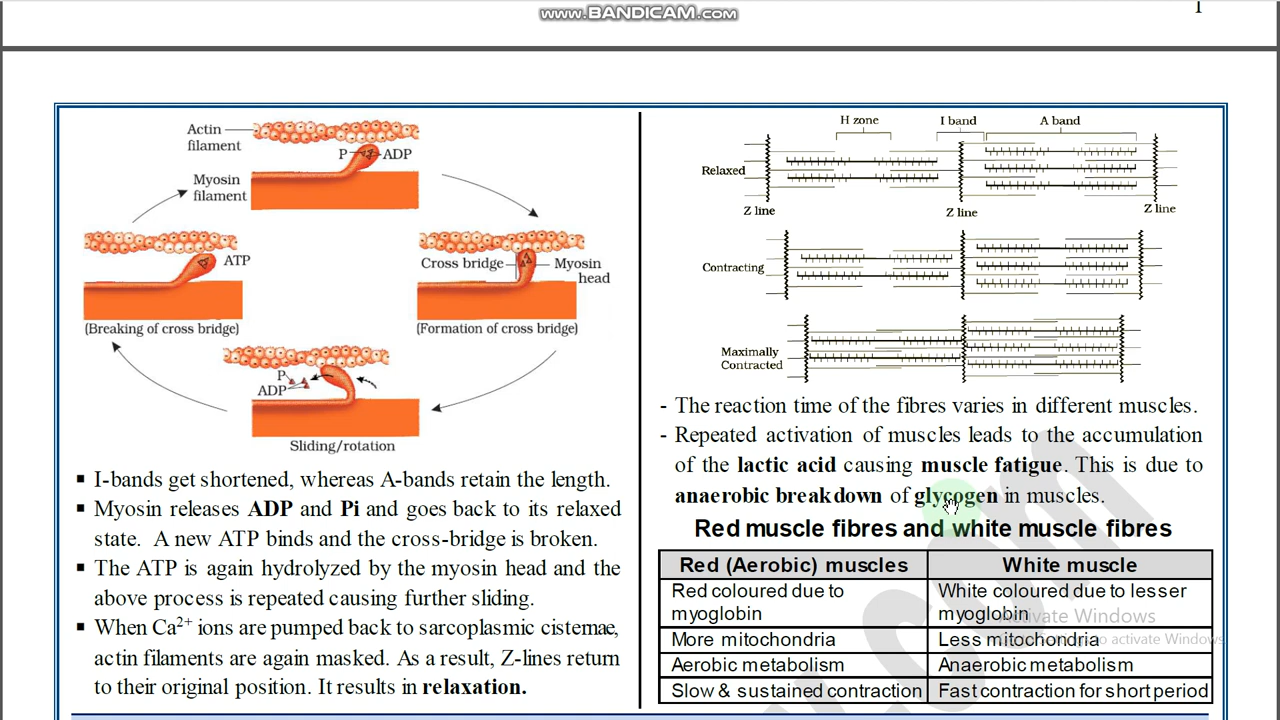 www.BANDICAM.com
1
Actin
filament
P
ADP
Myosin
filament
ATP
Cross bridge
Myosin
head
(Breaking of cross bridge)
(Formation of cross bridge)
P
ADP
Sliding/rotation
▪ I-bands get shortened, whereas A-bands retain the length.
▪ Myosin releases ADP and Pi and goes back to its relaxed
state. A new ATP binds and the cross-bridge is broken.
▪ The ATP is again hydrolyzed by the myosin head and the
above process is repeated causing further sliding.
▪ When Ca²⁺ ions are pumped back to sarcoplasmic cisternae,
actin filaments are again masked. As a result, Z-lines return
to their original position. It results in relaxation.
H zone
I band
A band
Relaxed
Z line
Z line
Z line
Contracting
Maximally
Contracted
- The reaction time of the fibres varies in different muscles.
- Repeated activation of muscles leads to the accumulation
of the lactic acid causing muscle fatigue. This is due to
anaerobic breakdown of glycogen in muscles.
Red muscle fibres and white muscle fibres
Red (Aerobic) muscles
White muscle
Red coloured due to
myoglobin
White coloured due to lesser
myoglobin
More mitochondria
Less mitochondria
Aerobic metabolism
Anaerobic metabolism
Slow & sustained contraction
Fast contraction for short period
.com
Activate Windows
to activate Windows